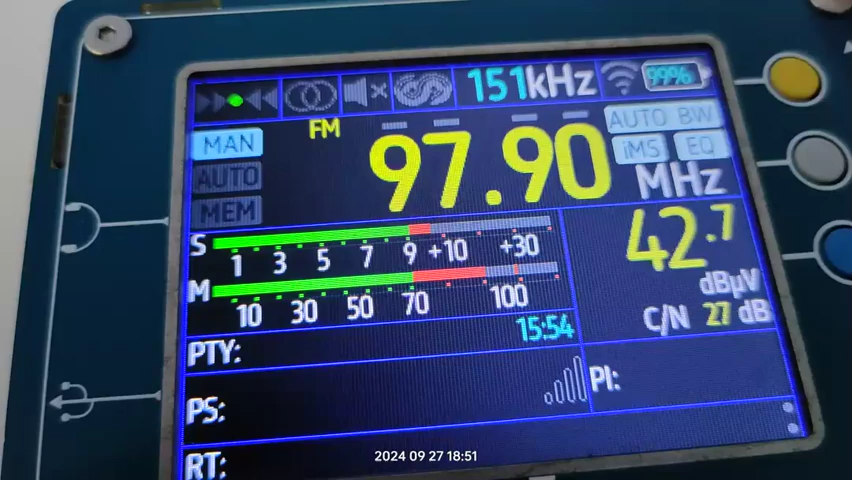 151kHz 99%
FM
MAN 97.90 MHz AUTO BW
AUTO iMS EQ
MEM
S 1 3 5 7 9 +10 +30
42.7 dBµV
M 10 30 50 70 100
C/N 27 dB
15:54
PTY:
PS: PI:
RT:
2024 09 27 18:51